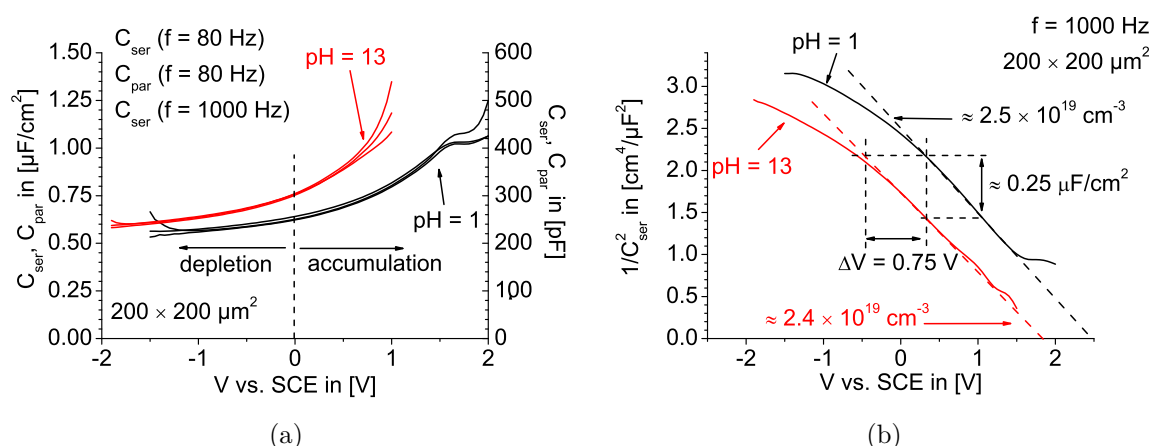 C_ser (f = 80 Hz)
C_par (f = 80 Hz)
C_ser (f = 1000 Hz)
pH = 13
pH = 1
depletion
accumulation
200 × 200 µm²
C_ser, C_par in [µF/cm²]
1.50
1.25
1.00
0.75
0.50
0.25
0.00
C_ser, C_par in [pF]
600
500
400
300
200
100
0
-2 -1 0 1 2
V vs. SCE in [V]
(a)
f = 1000 Hz
200 × 200 µm²
pH = 1
≈ 2.5 × 10¹⁹ cm⁻³
pH = 13
≈ 0.25 µF/cm²
ΔV = 0.75 V
≈ 2.4 × 10¹⁹ cm⁻³
1/C²_ser in [cm⁴/µF²]
3.0
2.5
2.0
1.5
1.0
0.5
0.0
-2 -1 0 1 2
V vs. SCE in [V]
(b)